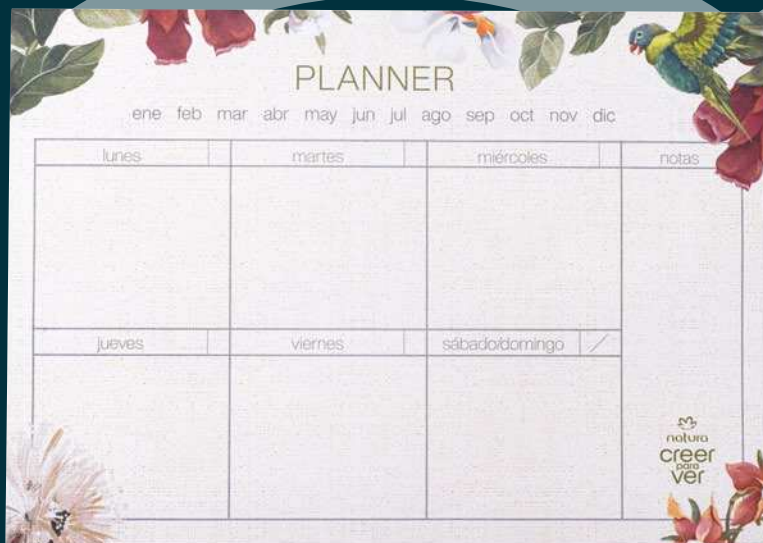 PLANNER
ene feb mar abr may jun jul ago sep oct nov dic
lunes martes miércoles notas
jueves viernes sábado/domingo /
natura
creer
para
ver